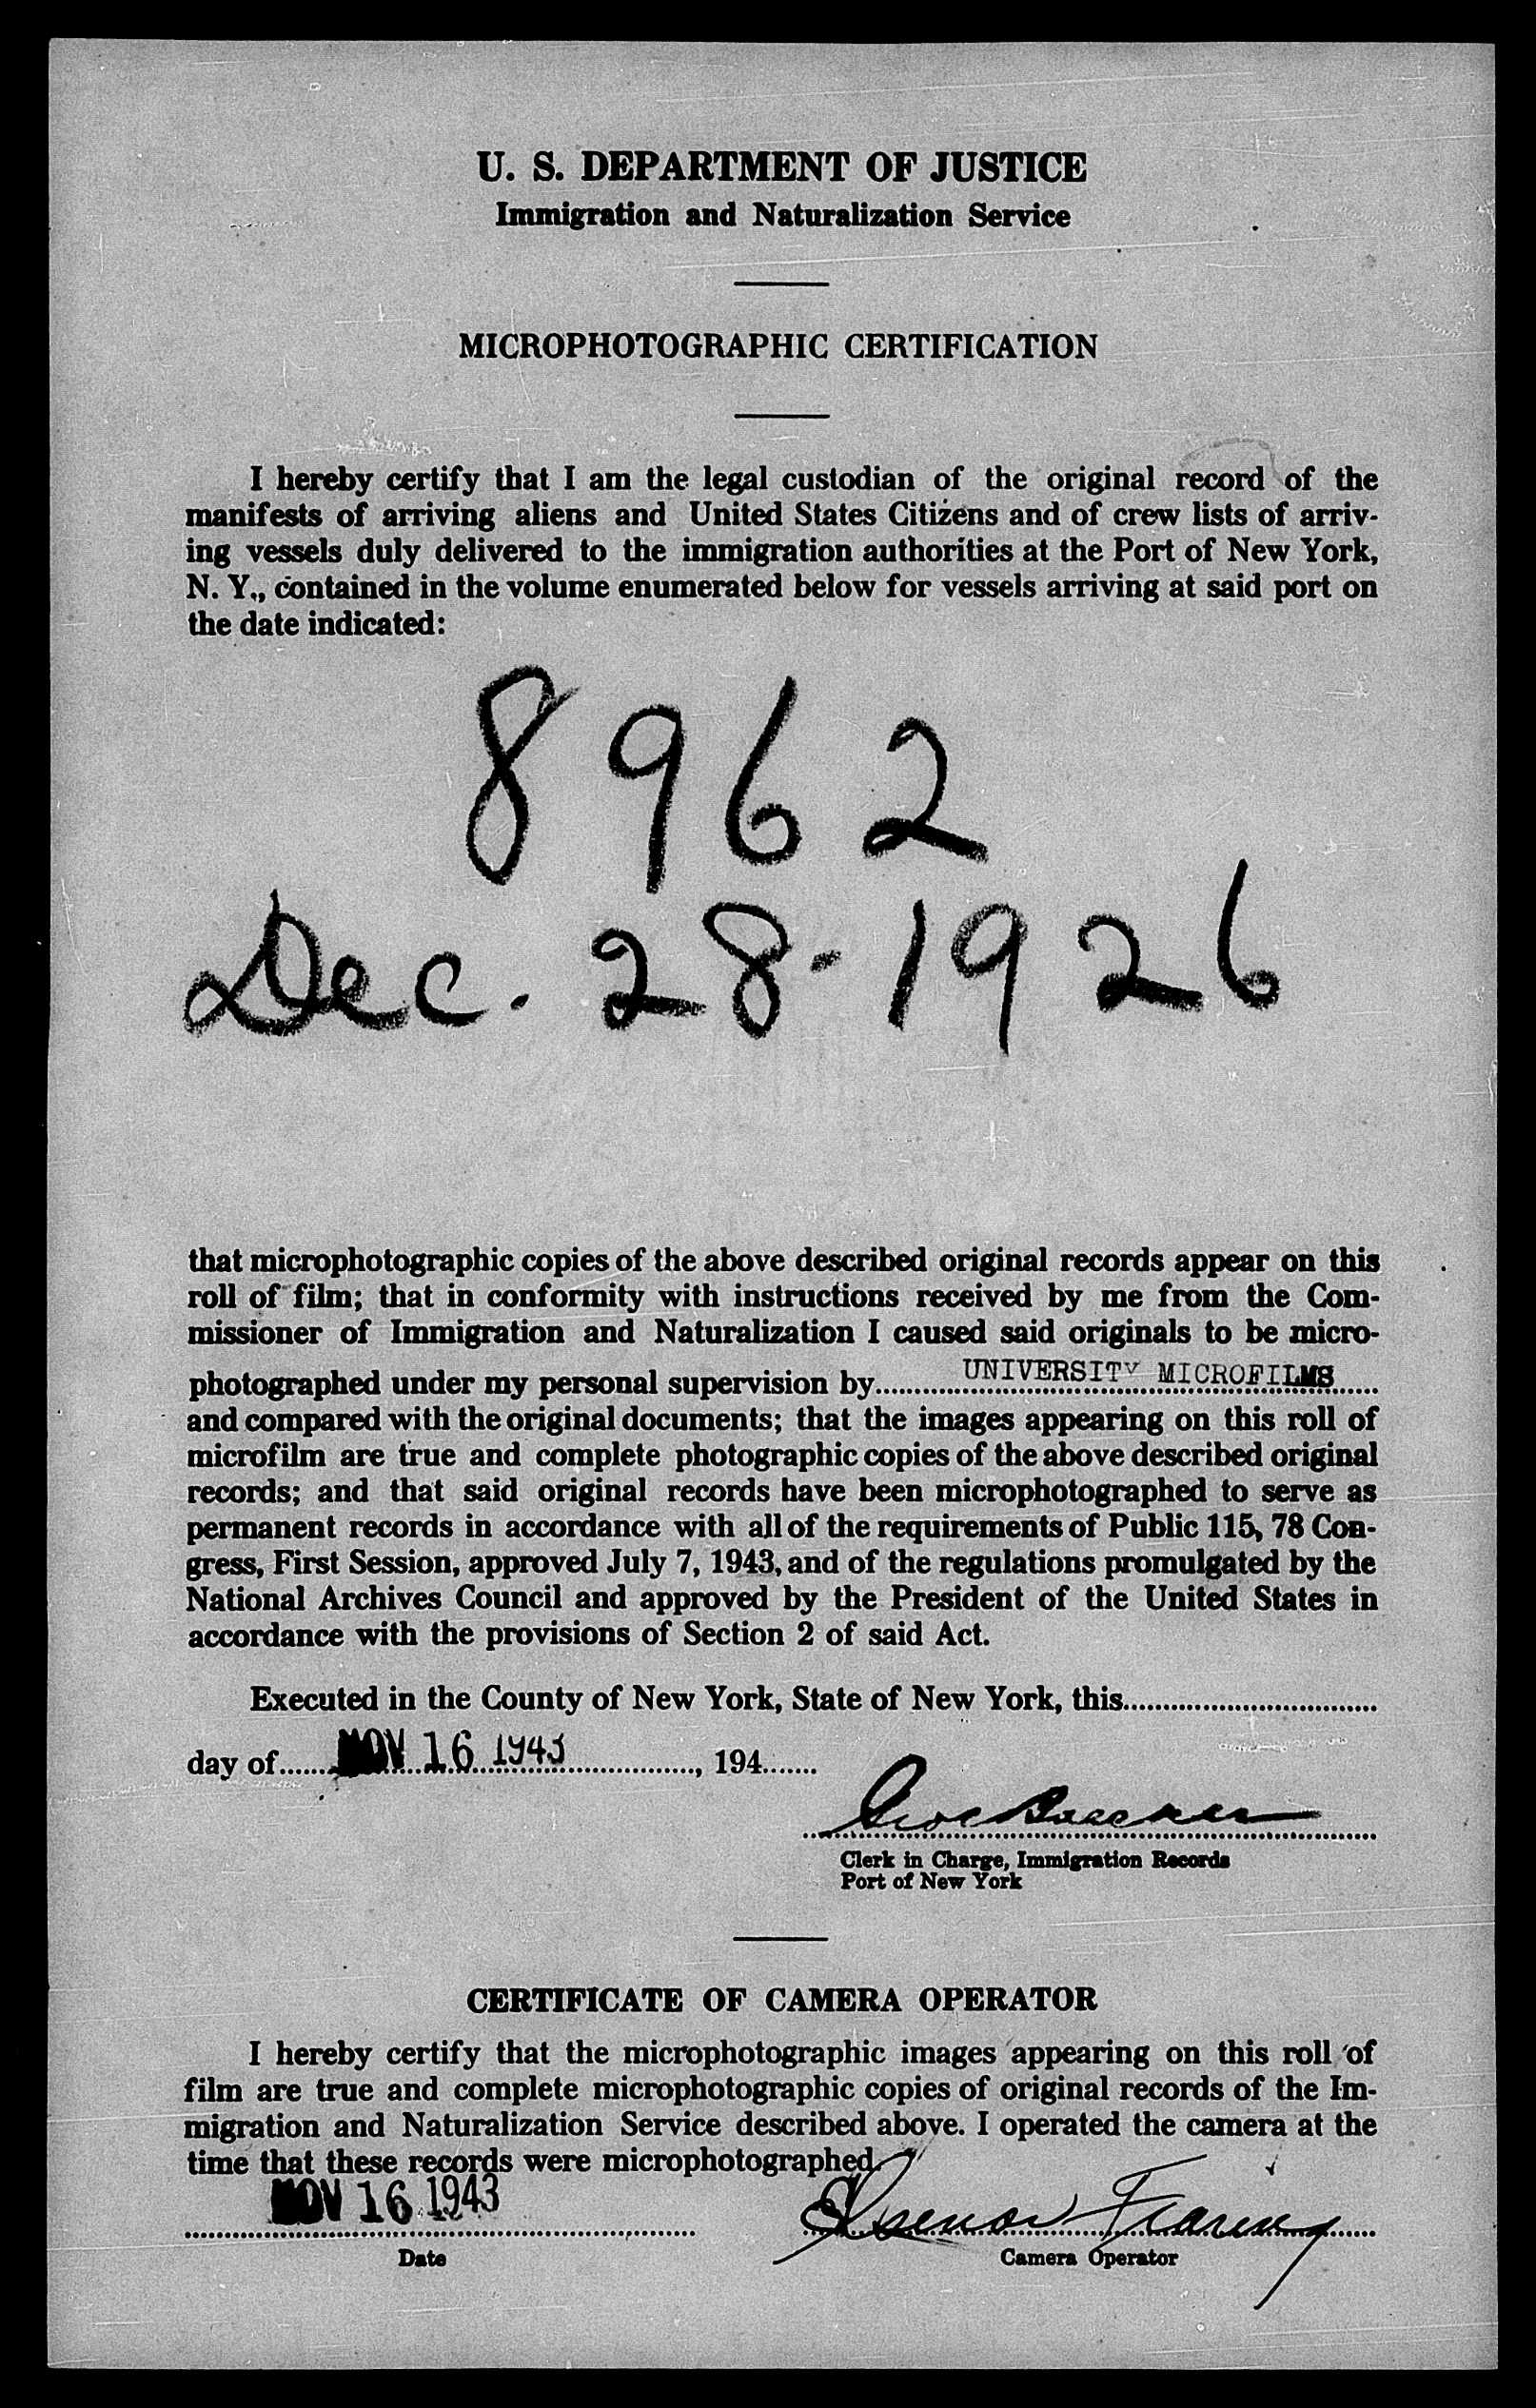 U. S. DEPARTMENT OF JUSTICE
Immigration and Naturalization Service
MICROPHOTOGRAPHIC CERTIFICATION
I hereby certify that I am the legal custodian of the original record of the
manifests of arriving aliens and United States Citizens and of crew lists of arriv-
ing vessels duly delivered to the immigration authorities at the Port of New York,
N. Y., contained in the volume enumerated below for vessels arriving at said port on
the date indicated:
8962
Dec. 28-1926
that microphotographic copies of the above described original records appear on this
roll of film; that in conformity with instructions received by me from the Com-
missioner of Immigration and Naturalization I caused said originals to be micro-
photographed under my personal supervision by UNIVERSITY MICROFILMS
and compared with the original documents; that the images appearing on this roll of
microfilm are true and complete photographic copies of the above described original
records; and that said original records have been microphotographed to serve as
permanent records in accordance with all of the requirements of Public 115, 78 Con-
gress, First Session, approved July 7, 1943, and of the regulations promulgated by the
National Archives Council and approved by the President of the United States in
accordance with the provisions of Section 2 of said Act.
Executed in the County of New York, State of New York, this
day of NOV 16 1943, 194
Clerk in Charge, Immigration Records
Port of New York
CERTIFICATE OF CAMERA OPERATOR
I hereby certify that the microphotographic images appearing on this roll of
film are true and complete microphotographic copies of original records of the Im-
migration and Naturalization Service described above. I operated the camera at the
time that these records were microphotographed.
NOV 16 1943
Date
Camera Operator